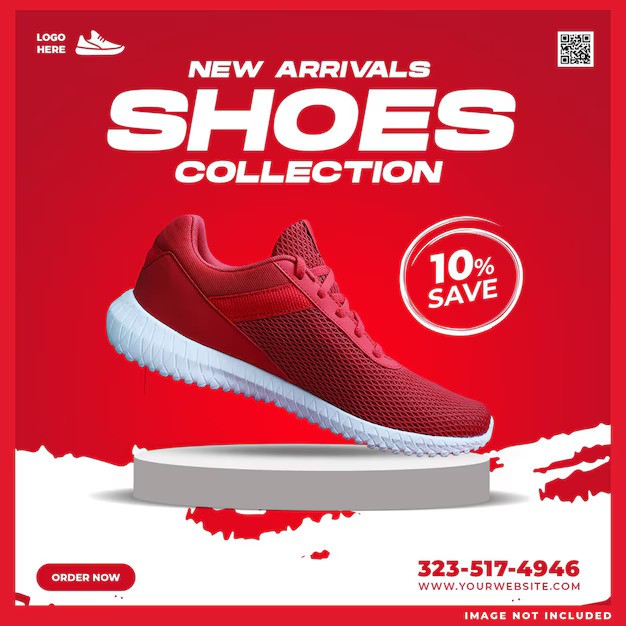 LOGO
HERE
NEW ARRIVALS
SHOES
COLLECTION
10%
SAVE
ORDER NOW
323-517-4946
WWW.YOURWEBSITE.COM
IMAGE NOT INCLUDED